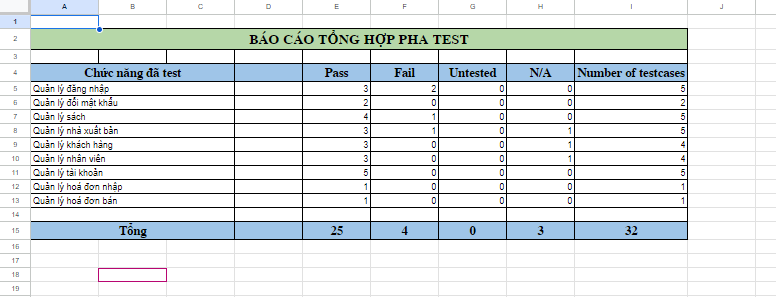 A B C D E F G H I J
1
2 BÁO CÁO TỔNG HỢP PHA TEST
3
4 Chức năng đã test Pass Fail Untested N/A Number of testcases
5 Quản lý đăng nhập 3 2 0 0 5
6 Quản lý đổi mật khẩu 2 0 0 0 2
7 Quản lý sách 4 1 0 0 5
8 Quản lý nhà xuất bản 3 1 0 1 5
9 Quản lý khách hàng 3 0 0 1 4
10 Quản lý nhân viên 3 0 0 1 4
11 Quản lý tài khoản 5 0 0 0 5
12 Quản lý hoá đơn nhập 1 0 0 0 1
13 Quản lý hoá đơn bán 1 0 0 0 1
14
15 Tổng 25 4 0 3 32
16
17
18
19